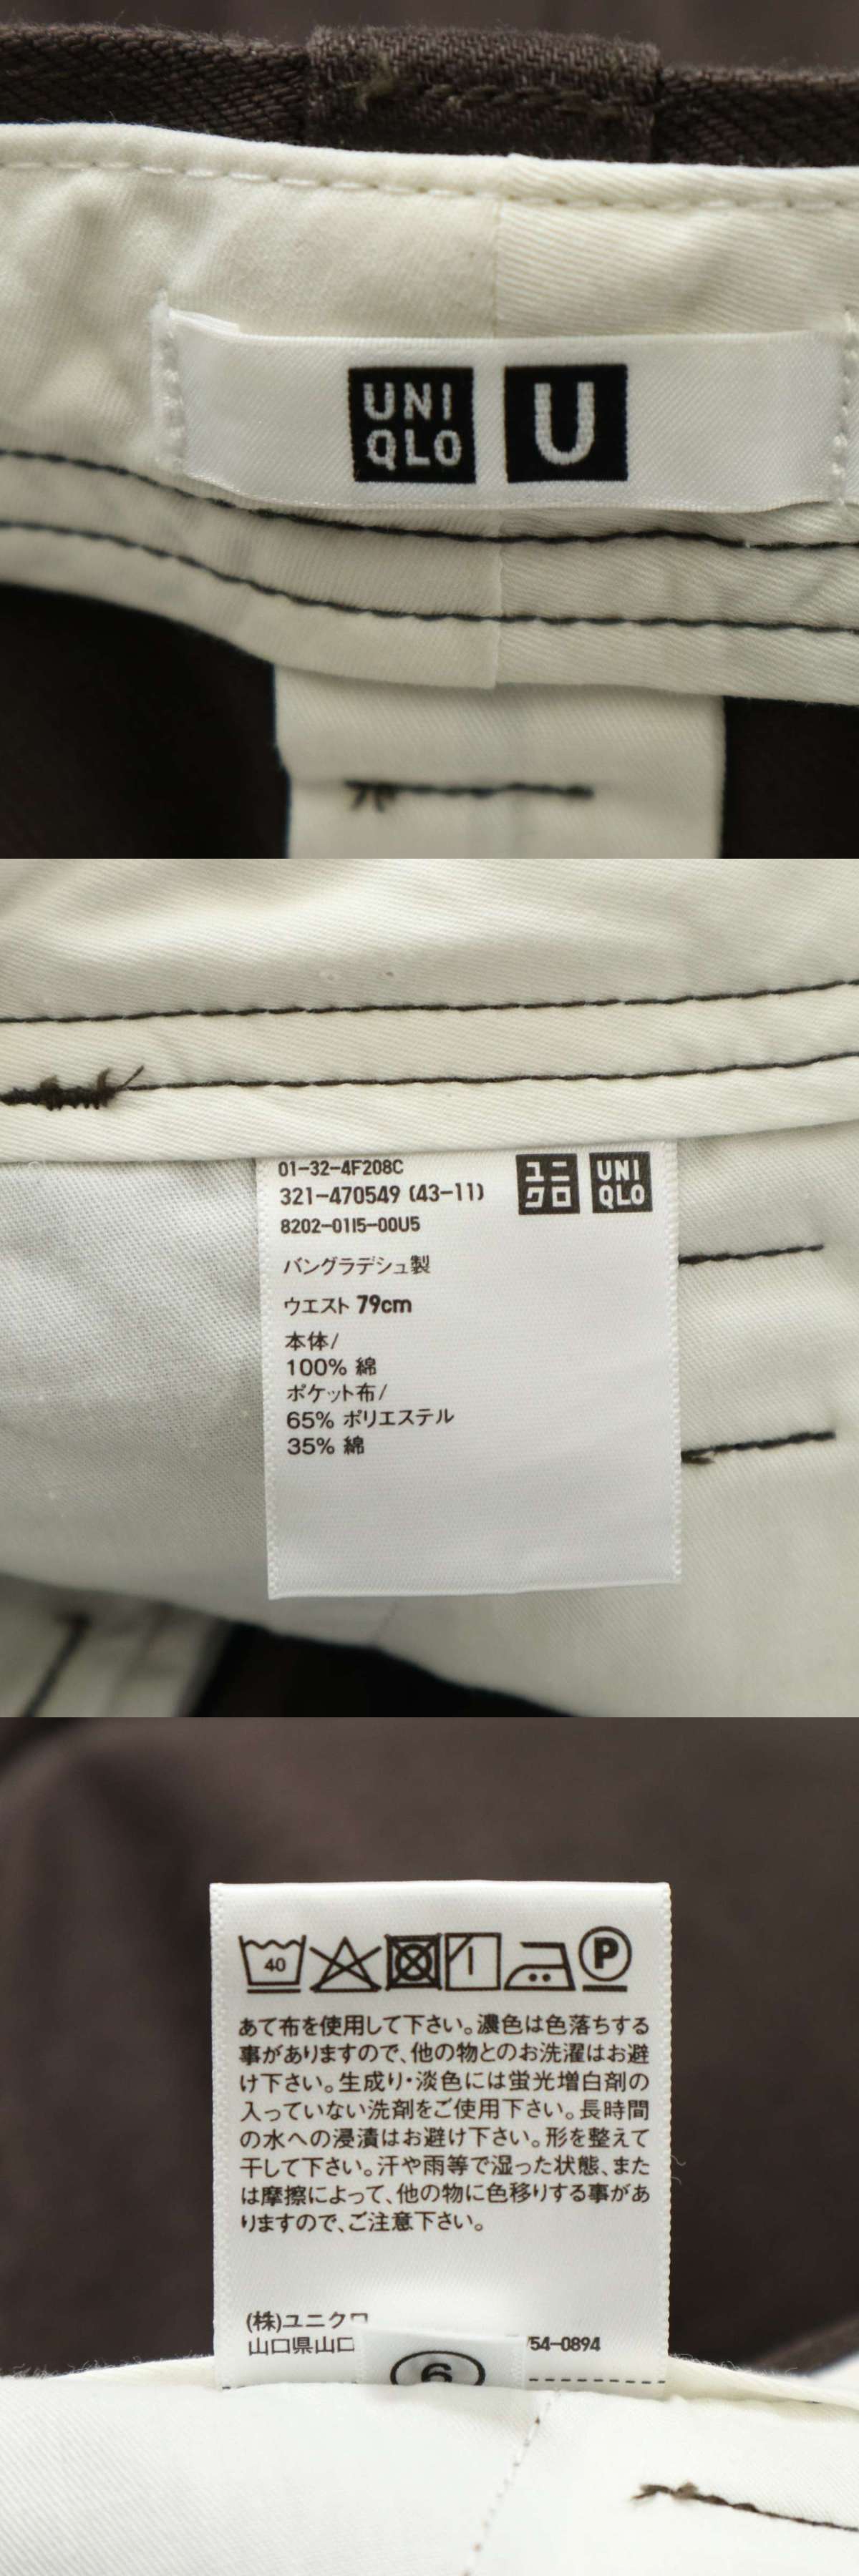 UNI
QLO
U
01-32-4F208C
321-470549 (43-11)
8202-0115-00U5
ユニ
クロ
UNI
QLO
バングラデシュ製
ウエスト 79cm
本体/
100% 綿
ポケット布/
65% ポリエステル
35% 綿
40
P
あて布を使用して下さい。濃色は色落ちする
事がありますので、他の物とのお洗濯はお避
け下さい。生成り・淡色には蛍光増白剤の
入っていない洗剤をご使用下さい。長時間
の水への浸漬はお避け下さい。形を整えて
干して下さい。汗や雨等で湿った状態、また
は摩擦によって、他の物に色移りする事があ
りますので、ご注意下さい。
(株)ユニクロ
山口県山口 754-0894
6